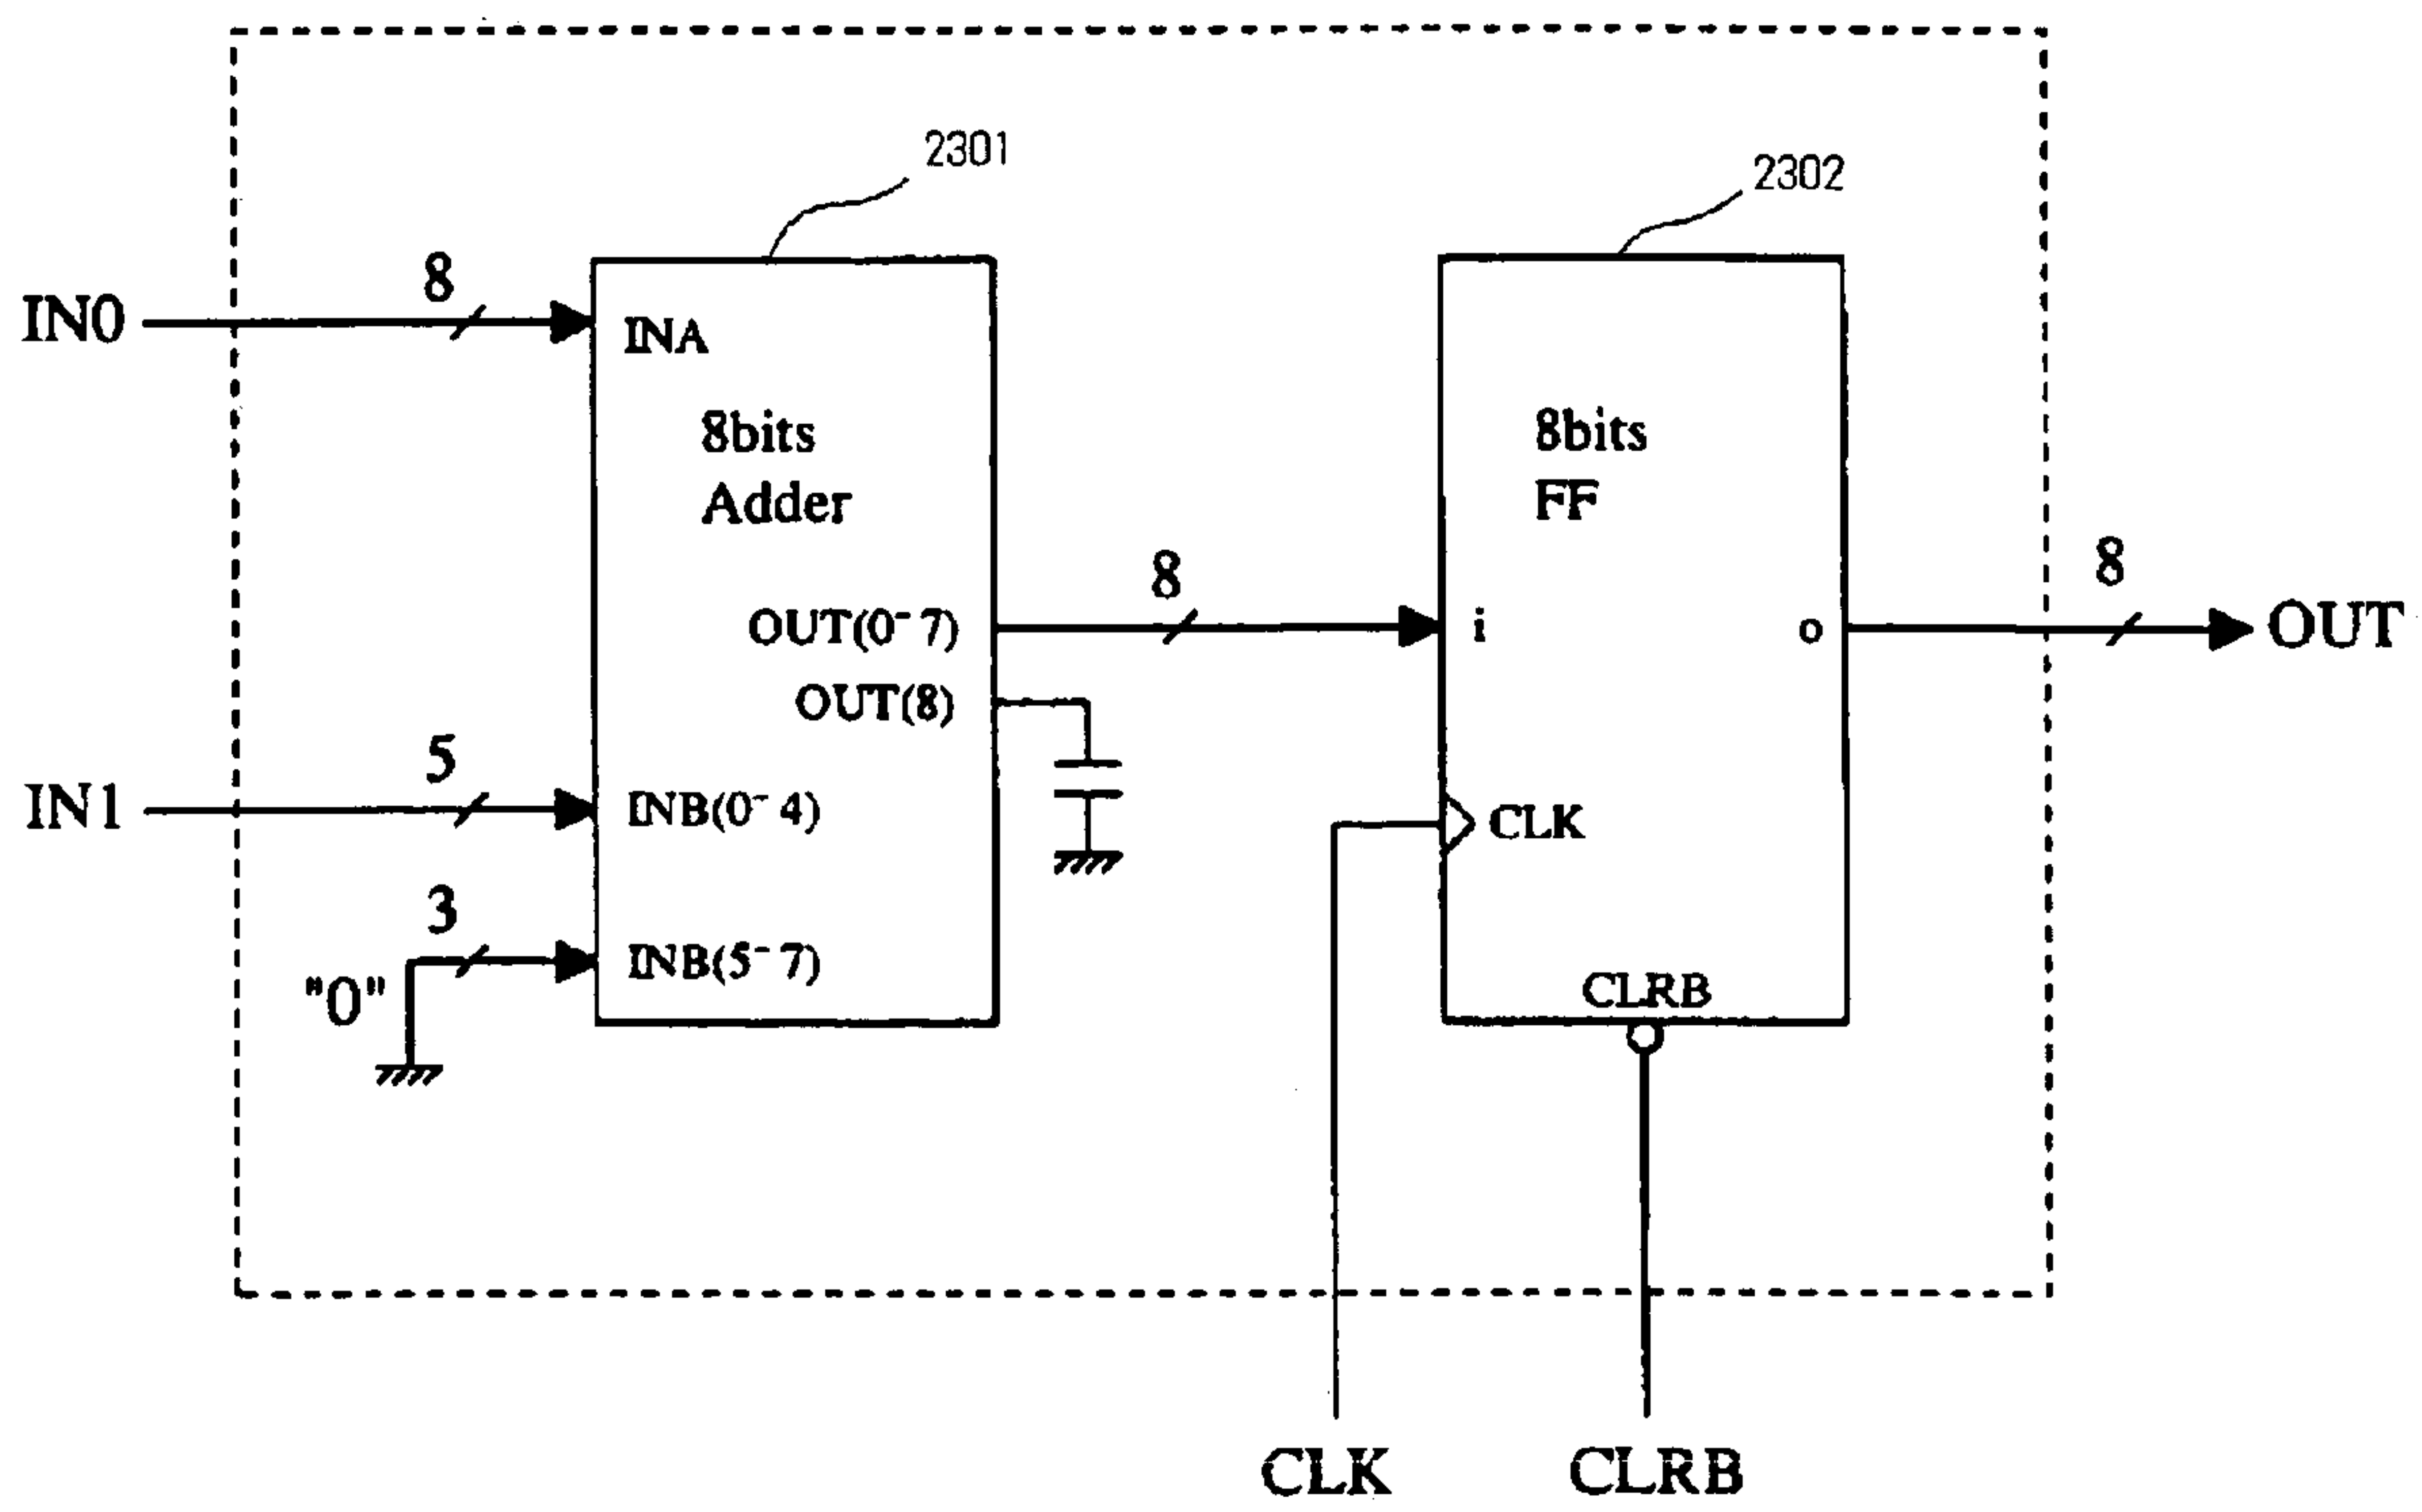 2301
2302
8
IN0
INA
8bits
Adder
8bits
FF
8
8
OUT(0-7)
i
o
OUT
OUT(8)
5
IN1
INB(0-4)
CLK
3
INB(5-7)
"0"
CLRB
CLK
CLRB